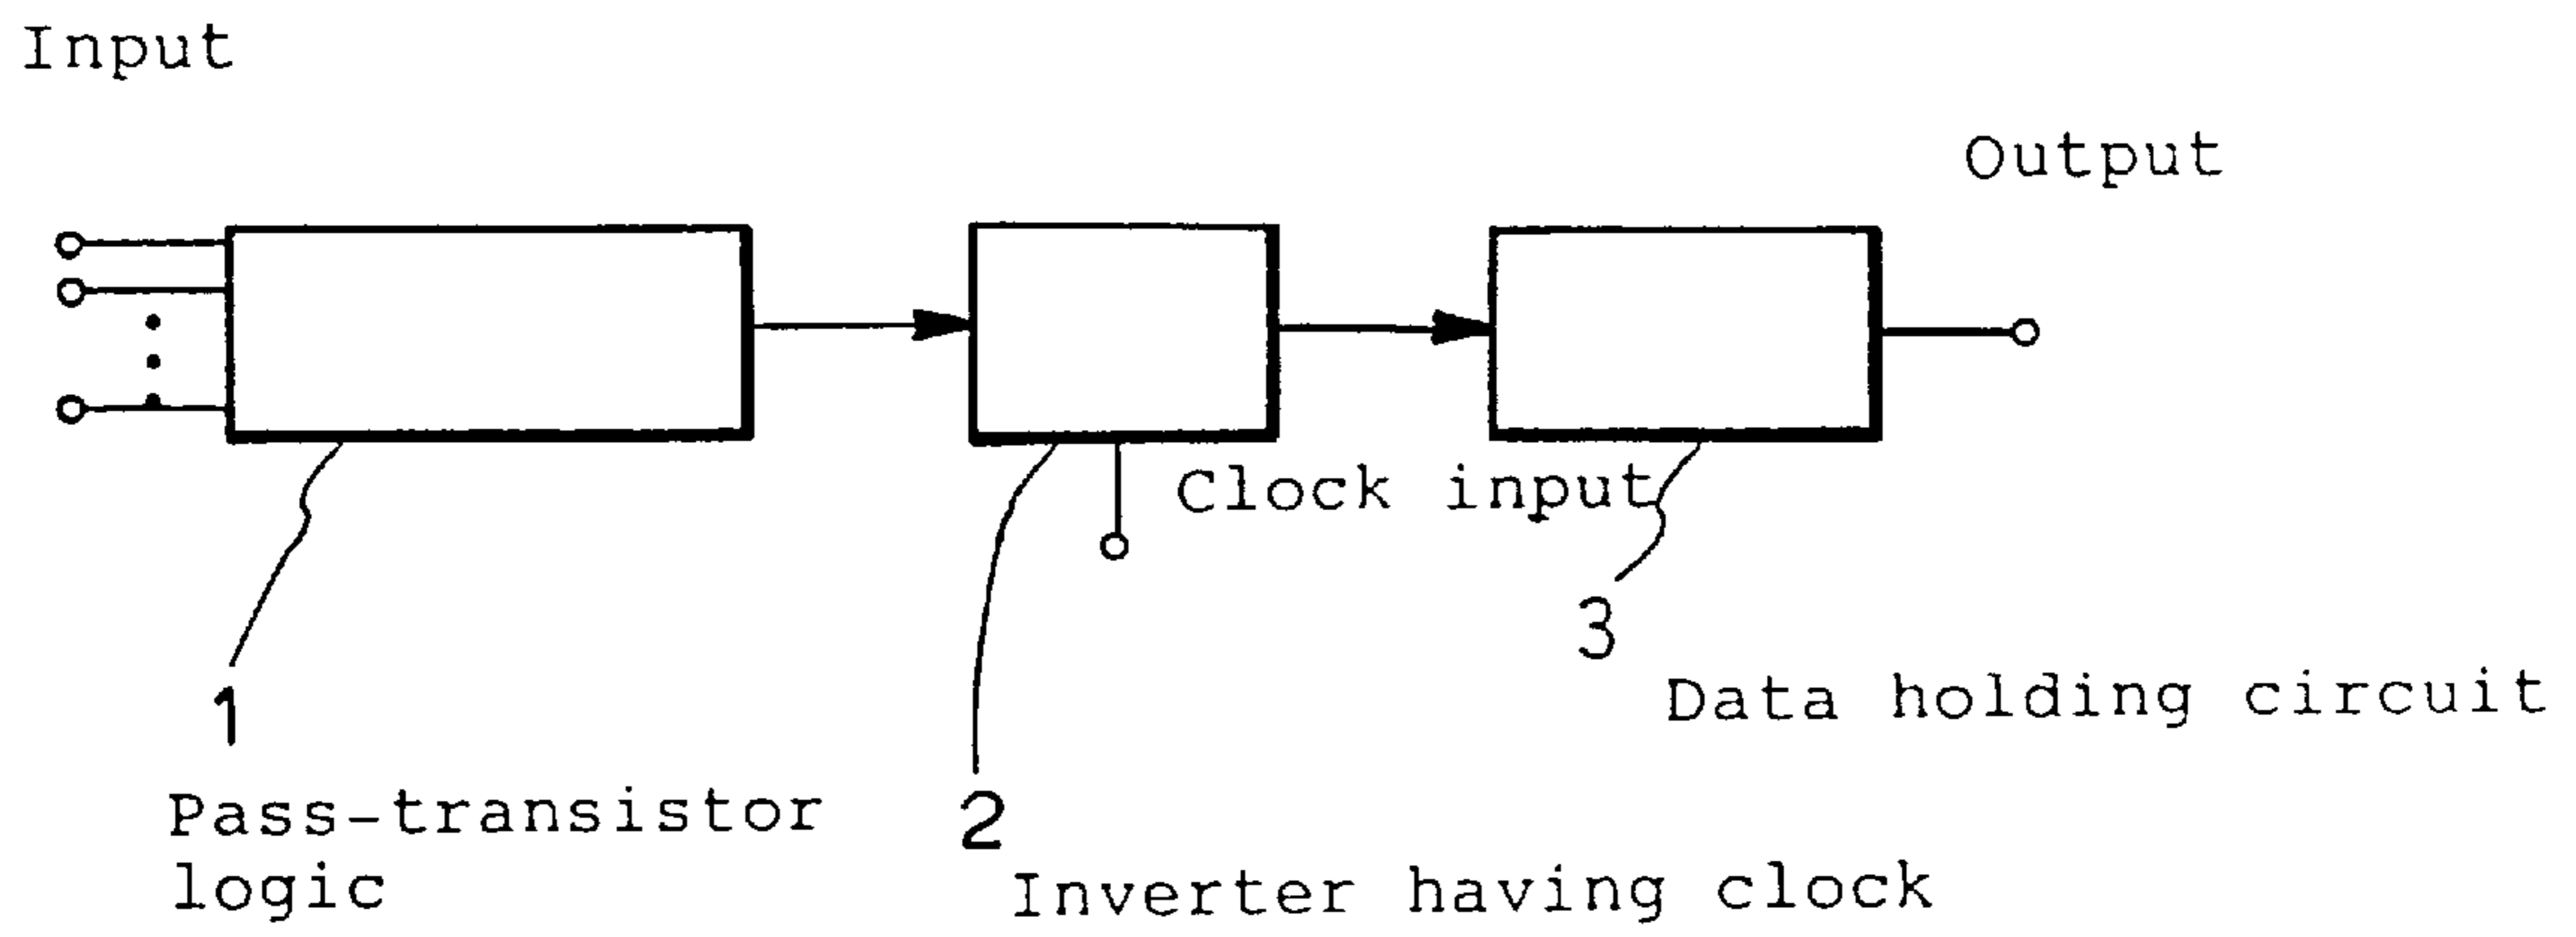 Input
Output
Clock input
1
Pass-transistor
logic
2
Inverter having clock
3
Data holding circuit